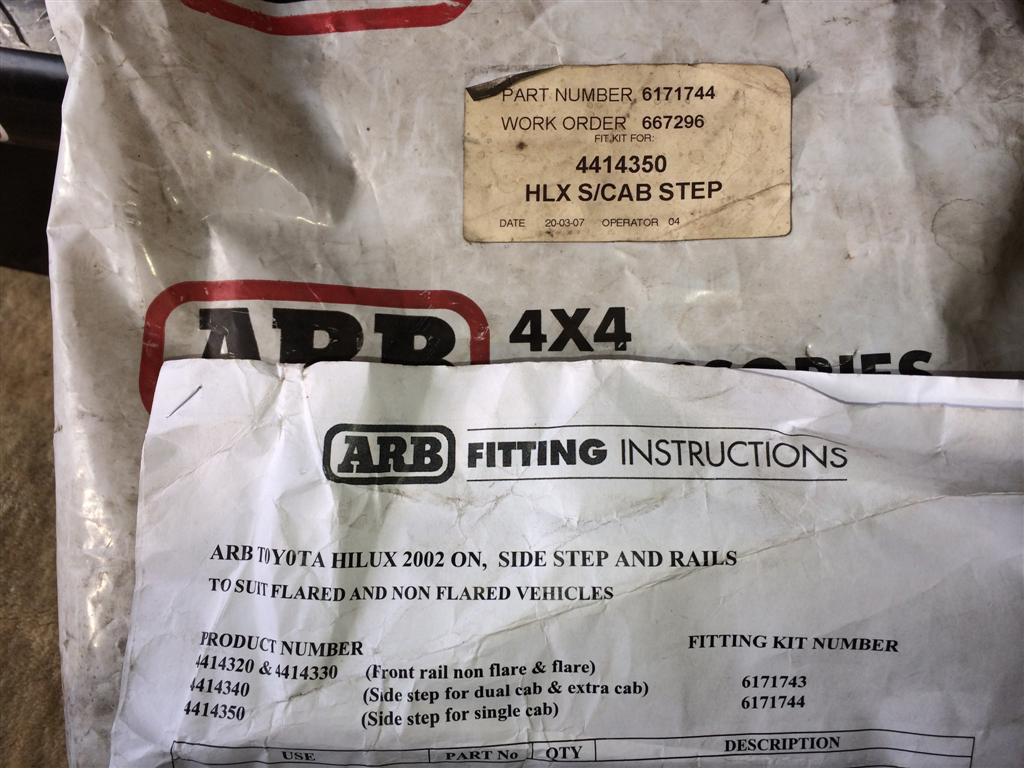 PART NUMBER 6171744
WORK ORDER 667296
FIT KIT FOR:
4414350
HLX S/CAB STEP
DATE 20-03-07 OPERATOR 04
ARB 4X4
ARB FITTING INSTRUCTIONS
ARB TOYOTA HILUX 2002 ON, SIDE STEP AND RAILS
TO SUIT FLARED AND NON FLARED VEHICLES
PRODUCT NUMBER FITTING KIT NUMBER
4414320 & 4414330 (Front rail non flare & flare)
4414340 (Side step for dual cab & extra cab) 6171743
4414350 (Side step for single cab) 6171744
USE PART No QTY DESCRIPTION